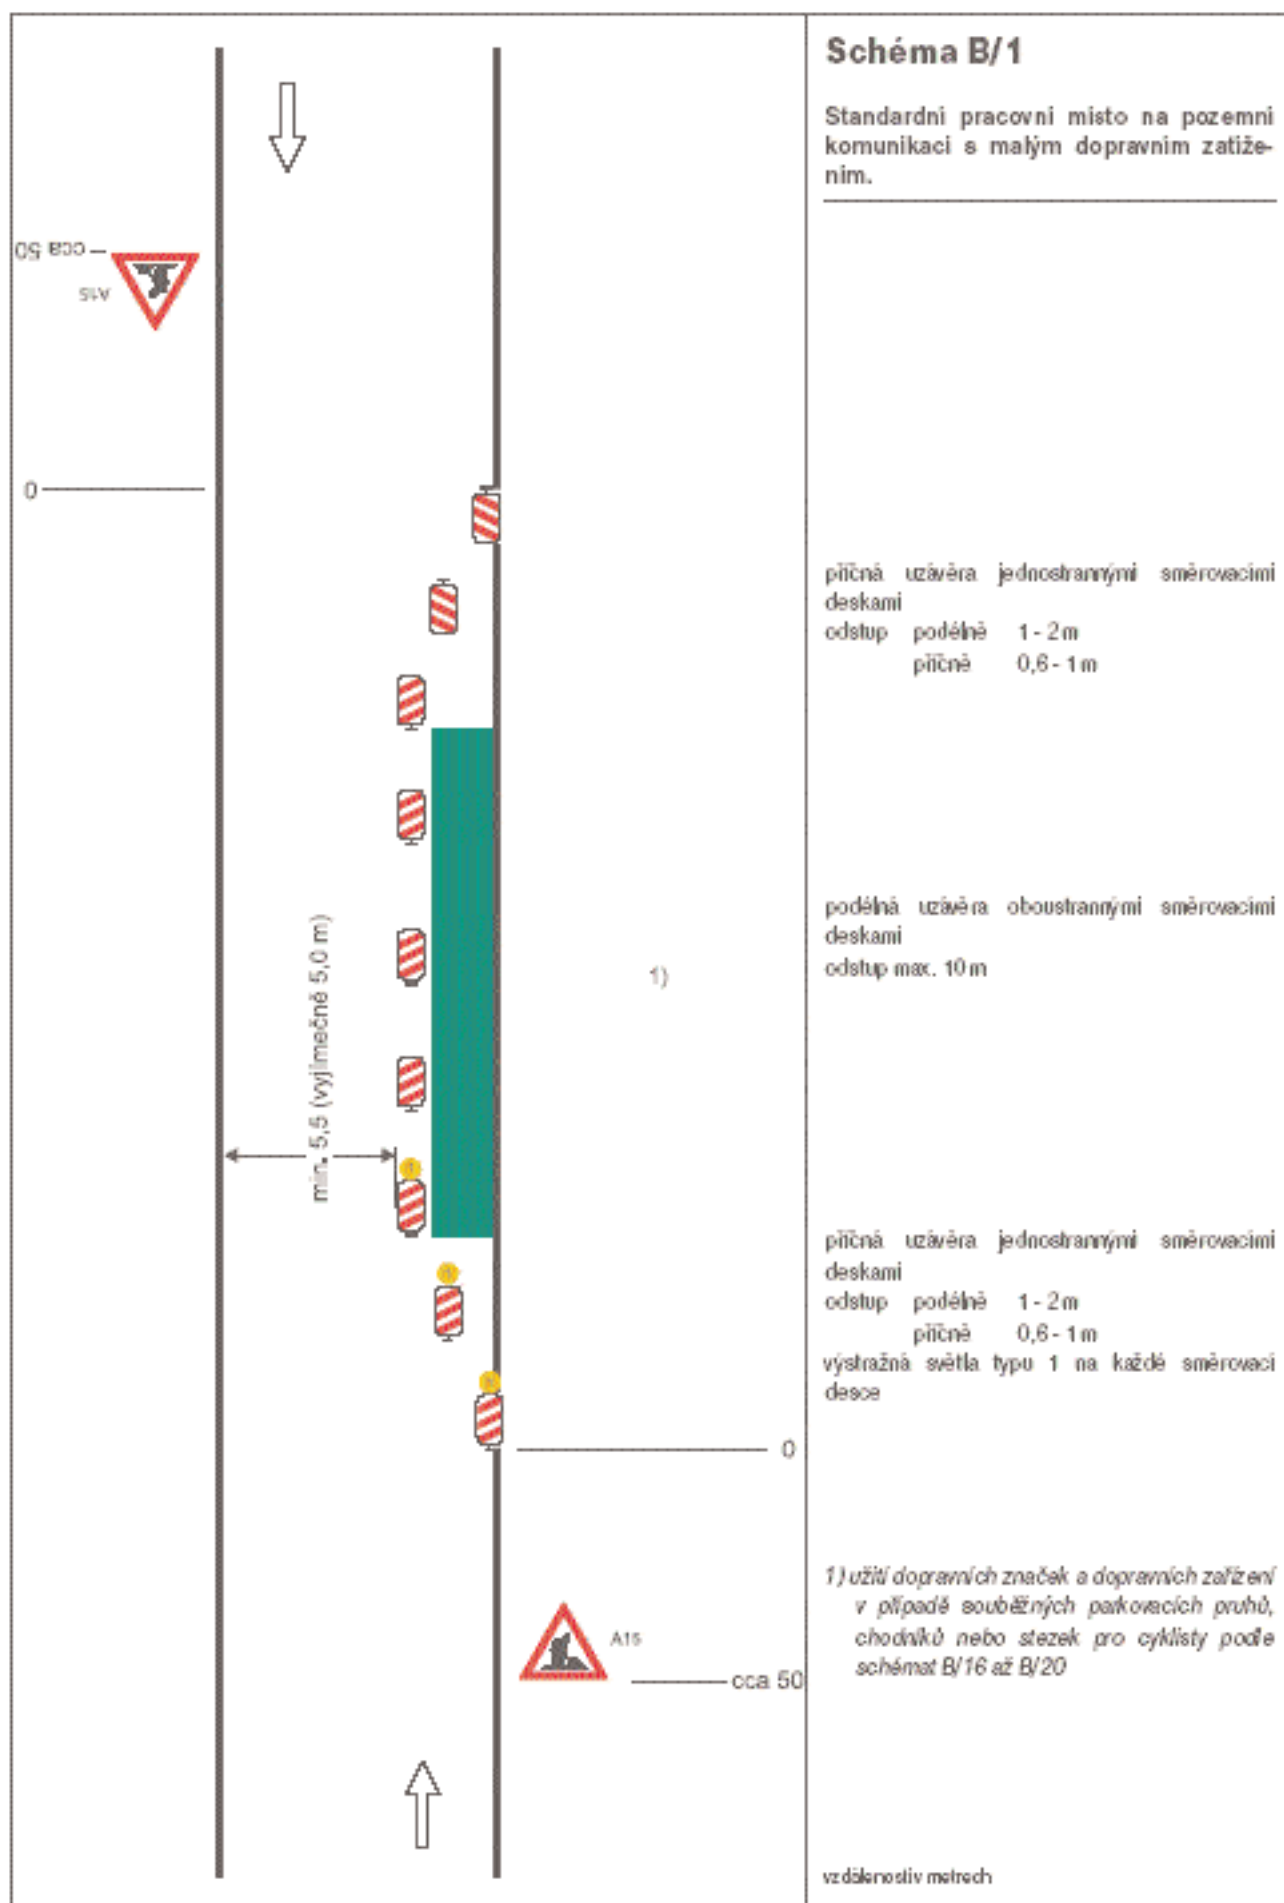 Schéma B/1
Standardní pracovní místo na pozemní
komunikaci s malým dopravním zatíže-
ním.
cca 50
A15
0
příčná uzávěra jednostrannými směrovacími
deskami
odstup podélně 1 - 2 m
příčně 0,6 - 1 m
podélná uzávěra oboustrannými směrovacími
deskami
odstup max. 10 m
1)
min. 5,5 (vyjímečně 5,0 m)
příčná uzávěra jednostrannými směrovacími
deskami
odstup podélně 1 - 2 m
příčně 0,6 - 1 m
výstražná světla typu 1 na každé směrovací
desce
0
A15
cca 50
1) užití dopravních značek a dopravních zařízení
v případě souběžných parkovacích pruhů,
chodníků nebo stezek pro cyklisty podle
schémat B/16 až B/20
vzdálenosti v metrech